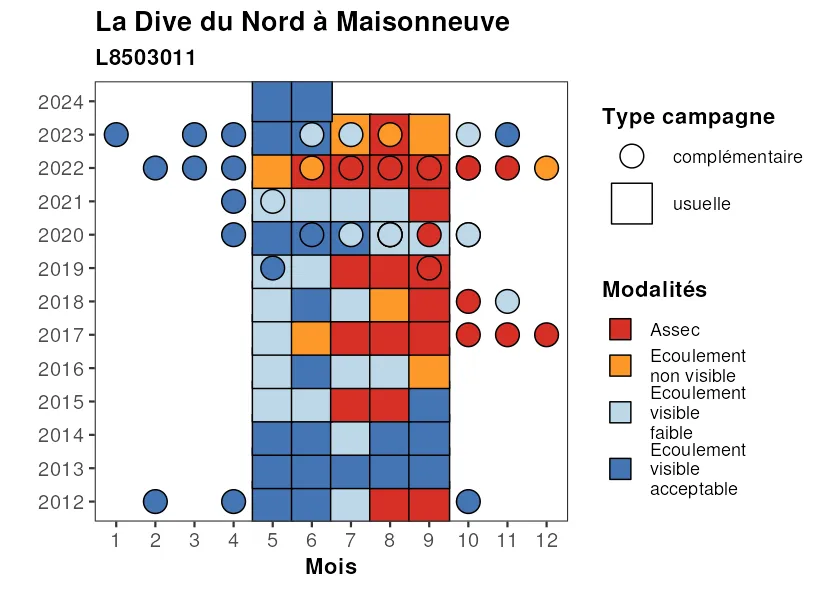 La Dive du Nord à Maisonneuve
L8503011
2024
2023
2022
2021
2020
2019
2018
2017
2016
2015
2014
2013
2012
1 2 3 4 5 6 7 8 9 10 11 12
Mois
Type campagne
complémentaire
usuelle
Modalités
Assec
Ecoulement
non visible
Ecoulement
visible
faible
Ecoulement
visible
acceptable